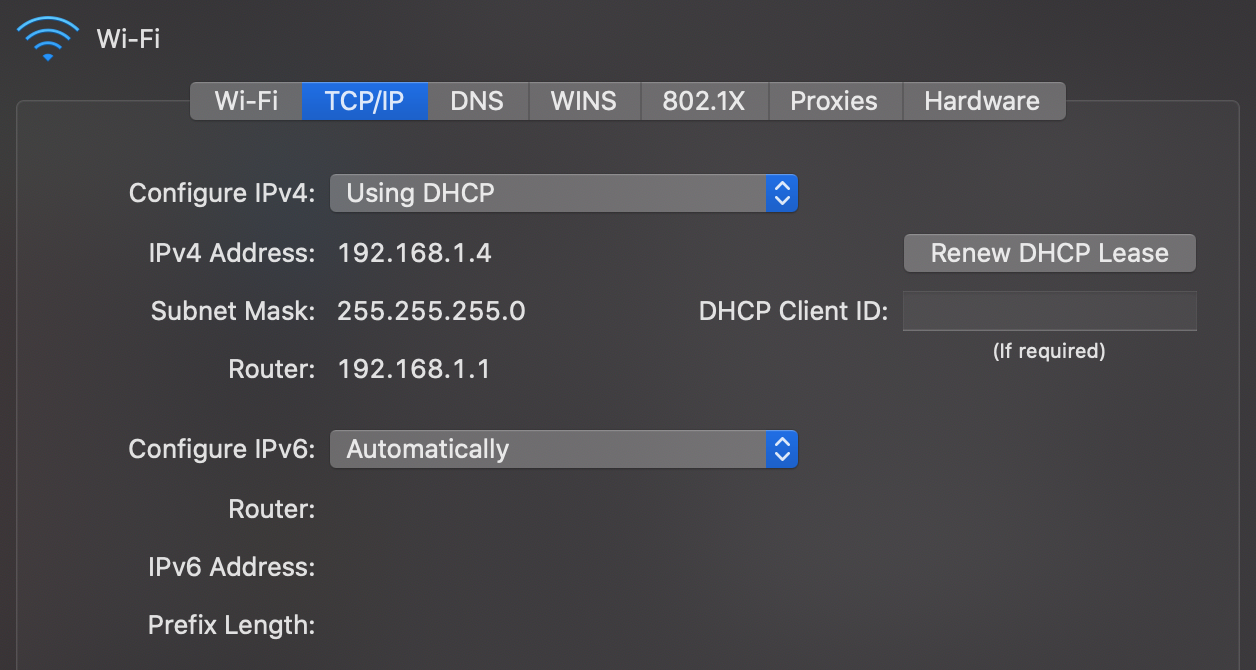 Wi-Fi
Wi-Fi TCP/IP DNS WINS 802.1X Proxies Hardware
Configure IPv4: Using DHCP
IPv4 Address: 192.168.1.4 Renew DHCP Lease
Subnet Mask: 255.255.255.0 DHCP Client ID:
(If required)
Router: 192.168.1.1
Configure IPv6: Automatically
Router:
IPv6 Address:
Prefix Length: